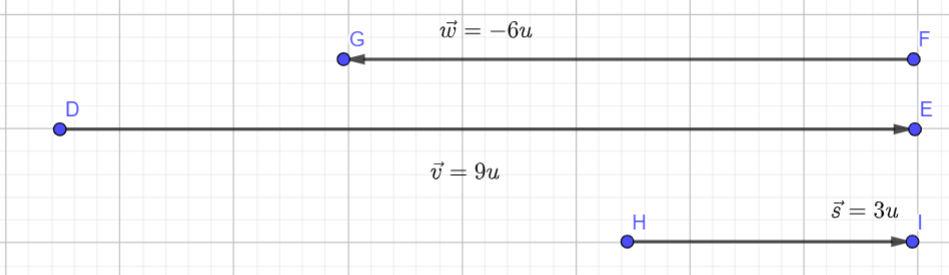 w⃗ = −6u
G
F
D
E
v⃗ = 9u
s⃗ = 3u
H
I